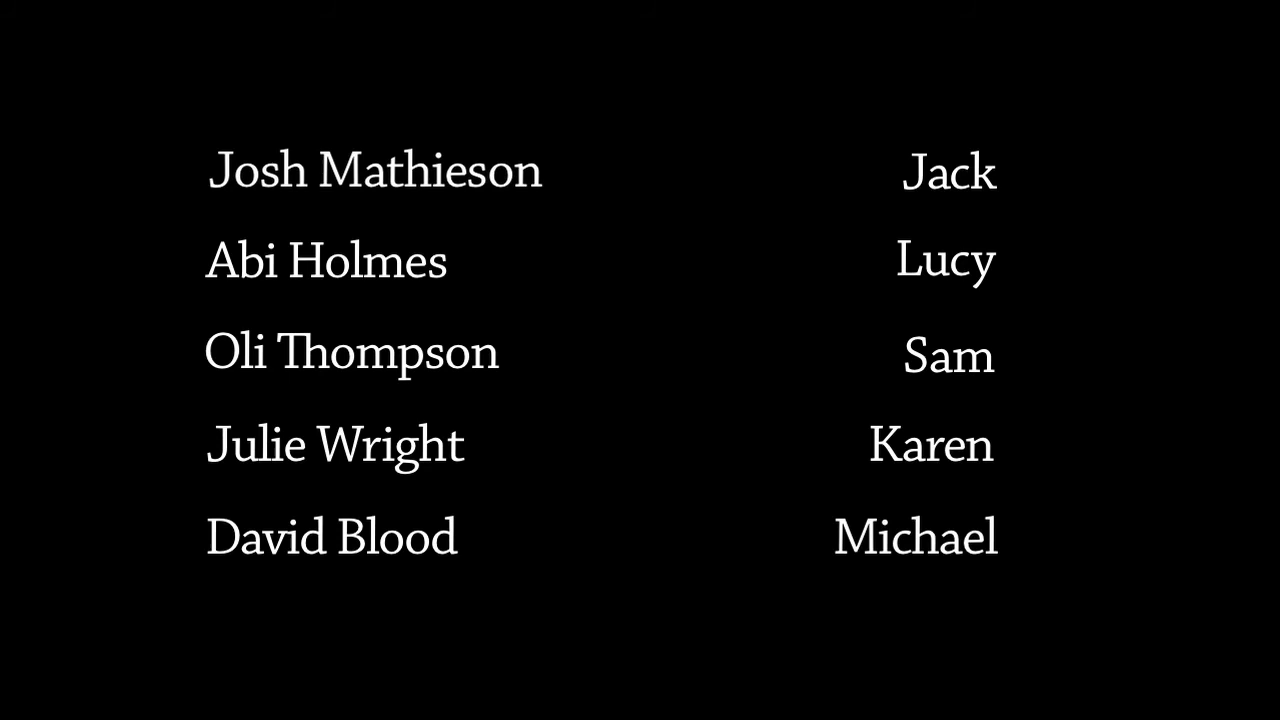 Josh Mathieson Jack
Abi Holmes Lucy
Oli Thompson Sam
Julie Wright Karen
David Blood Michael